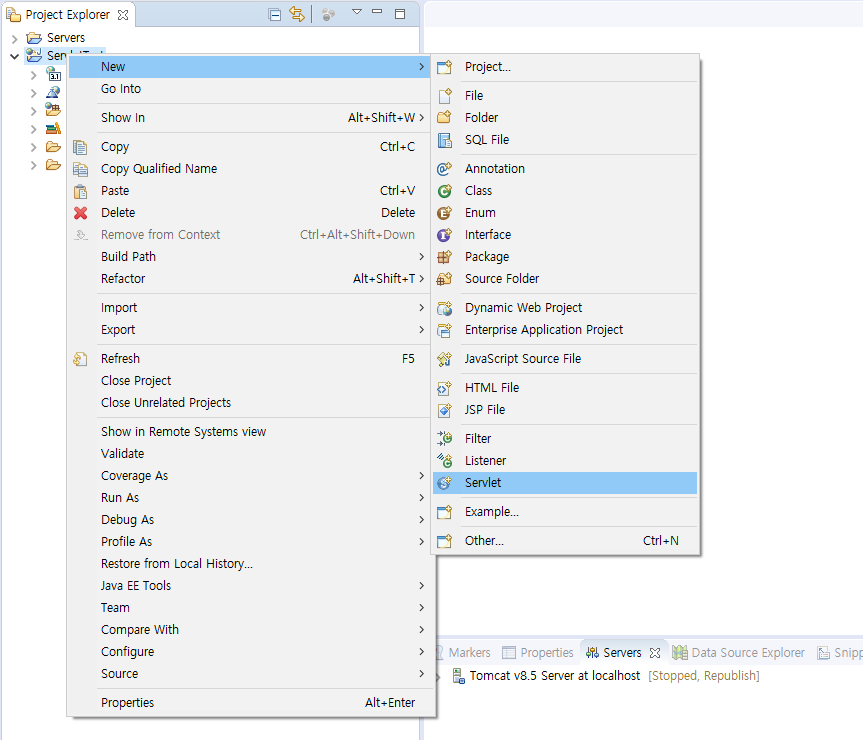 Project Explorer
Servers
New
Go Into
Show In Alt+Shift+W
Copy Ctrl+C
Copy Qualified Name
Paste Ctrl+V
Delete Delete
Remove from Context Ctrl+Alt+Shift+Down
Build Path
Refactor Alt+Shift+T
Import
Export
Refresh F5
Close Project
Close Unrelated Projects
Show in Remote Systems view
Validate
Coverage As
Run As
Debug As
Profile As
Restore from Local History...
Java EE Tools
Team
Compare With
Configure
Source
Properties Alt+Enter
Project...
File
Folder
SQL File
Annotation
Class
Enum
Interface
Package
Source Folder
Dynamic Web Project
Enterprise Application Project
JavaScript Source File
HTML File
JSP File
Filter
Listener
Servlet
Example...
Other... Ctrl+N
Markers Properties Servers Data Source Explorer Snipp
Tomcat v8.5 Server at localhost [Stopped, Republish]